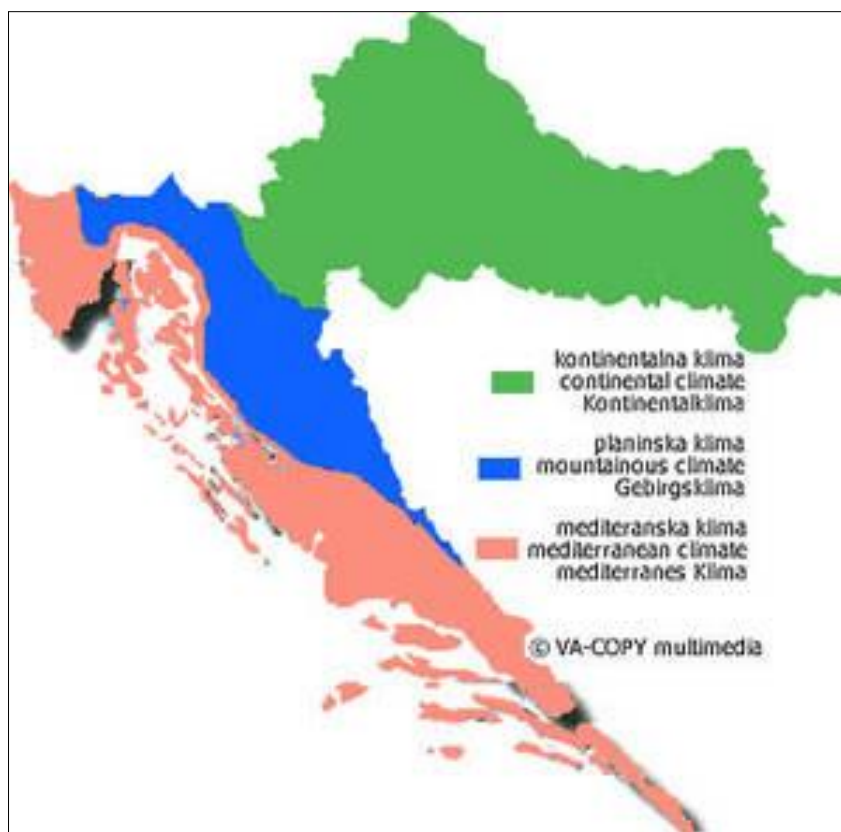 kontinentalna klima
continental climate
Kontinentalklima
planinska klima
mountainous climate
Gebirgsklima
mediteranska klima
mediterranean climate
mediterranes Klima
© VA-COPY multimedia